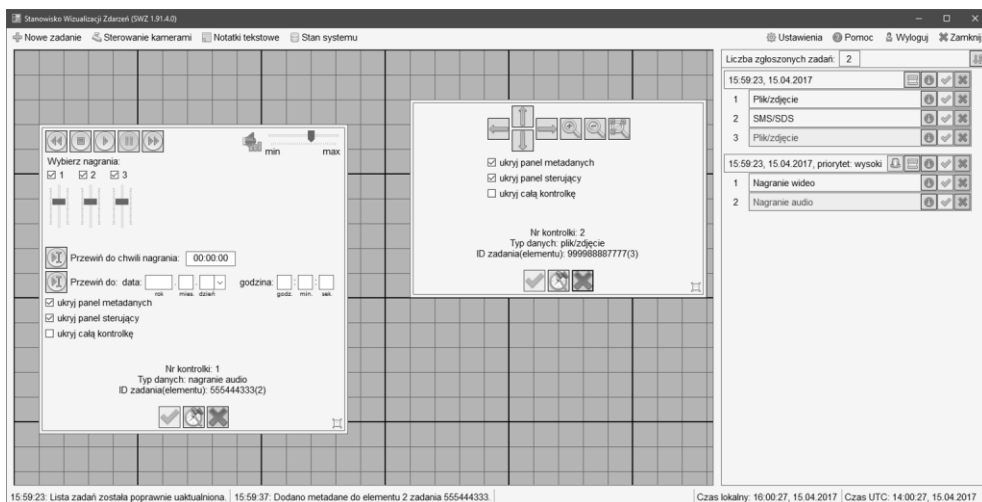 Stanowisko Wizualizacji Zdarzeń (SWZ 1.91.4.0)
Nowe zadanie Sterowanie kamerami Notatki tekstowe Stan systemu Ustawienia Pomoc Wyloguj Zamknij
min max
Wybierz nagrania:
1 2 3
Przewiń do chwili nagrania: 00:00:00
Przewiń do: data: godzina:
rok mies. dzień godz. min. sek.
ukryj panel metadanych
ukryj panel sterujący
ukryj całą kontrolkę
Nr kontrolki: 1
Typ danych: nagranie audio
ID zadania(elementu): 555444333(2)
ukryj panel metadanych
ukryj panel sterujący
ukryj całą kontrolkę
Nr kontrolki: 2
Typ danych: plik/zdjęcie
ID zadania(elementu): 999988887777(3)
Liczba zgłoszonych zadań: 2
15:59:23, 15.04.2017
1 Plik/zdjęcie
2 SMS/SDS
3 Plik/zdjęcie
15:59:23, 15.04.2017, priorytet: wysoki
1 Nagranie wideo
2 Nagranie audio
15:59:23: Lista zadań została poprawnie uaktualniona. 15:59:37: Dodano metadane do elementu 2 zadania 555444333. Czas lokalny: 16:00:27, 15.04.2017 Czas UTC: 14:00:27, 15.04.2017